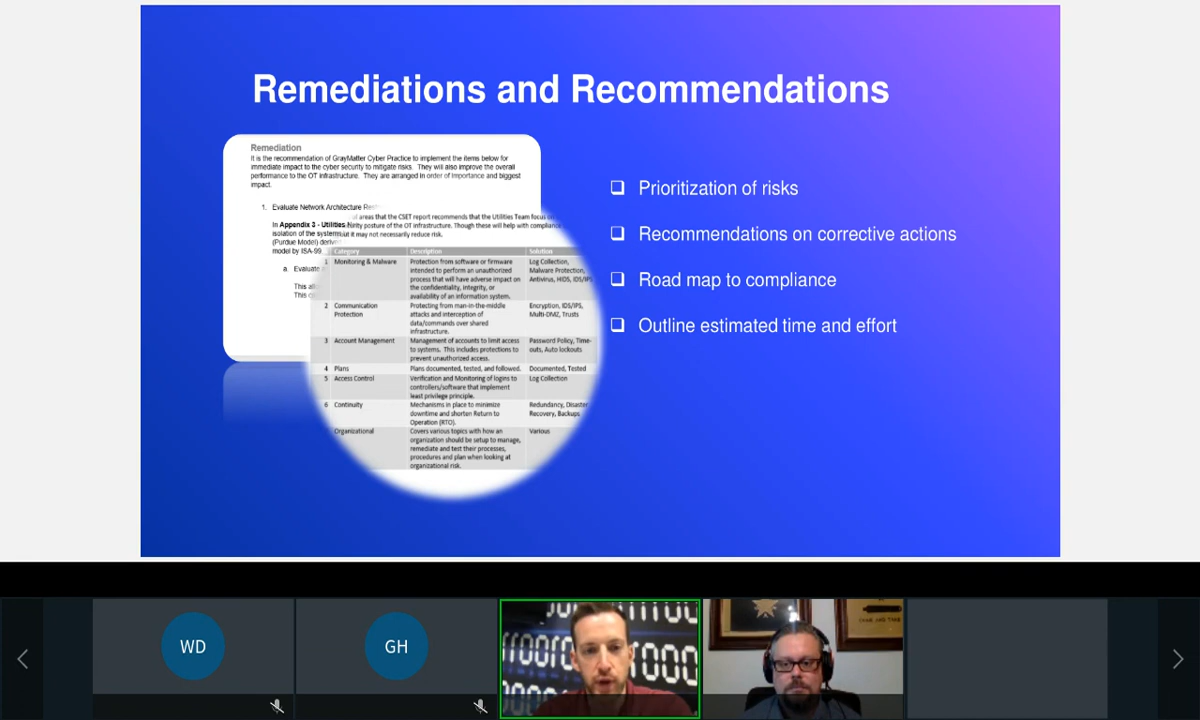 Remediations and Recommendations
Remediation
It is the recommendation of GrayMatter Cyber Practice to implement the items below for
immediate impact to the cyber security to mitigate risks. They will also improve the overall
performance to the OT infrastructure. They are arranged in order of importance and biggest
impact.
1. Evaluate Network Architecture
of areas that the CSET report recommends that the Utilities Team focus on
In Appendix 3 - Utilities
security posture of the OT infrastructure. Though these will help with compliance
isolation of the systems
it may not necessarily reduce risk.
(Purdue Model)
model by ISA-99
a. Evaluate
This
This
Category Description Solution
1 Monitoring & Malware Protection from software or firmware Log Collection,
intended to perform an unauthorized Malware Protection,
process that will have adverse impact on Antivirus, HIDS, IDS/IPS
the confidentiality, integrity, or
availability of an information system.
2 Communication Protecting from man-in-the-middle Encryption, IDS/IPS,
Protection attacks and interception of Multi-DMZ, Trusts
data/commands over shared
infrastructure.
3 Account Management Management of accounts to limit access Password Policy, Time-
to systems. This includes protections to outs, Auto lockouts
prevent unauthorized access.
4 Plans Plans documented, tested, and followed. Documented, Tested
5 Access Control Verification and Monitoring of logins to Log Collection
controllers/software that implement
least privilege principle.
6 Continuity Mechanisms in place to minimize Redundancy, Disaster
downtime and shorten Return to Recovery, Backups
Operation (RTO).
Organizational Covers various topics with how an Various
organization should be setup to manage,
remediate and test their processes,
procedures and plan when looking at
organizational risk.
❑ Prioritization of risks
❑ Recommendations on corrective actions
❑ Road map to compliance
❑ Outline estimated time and effort
WD
GH